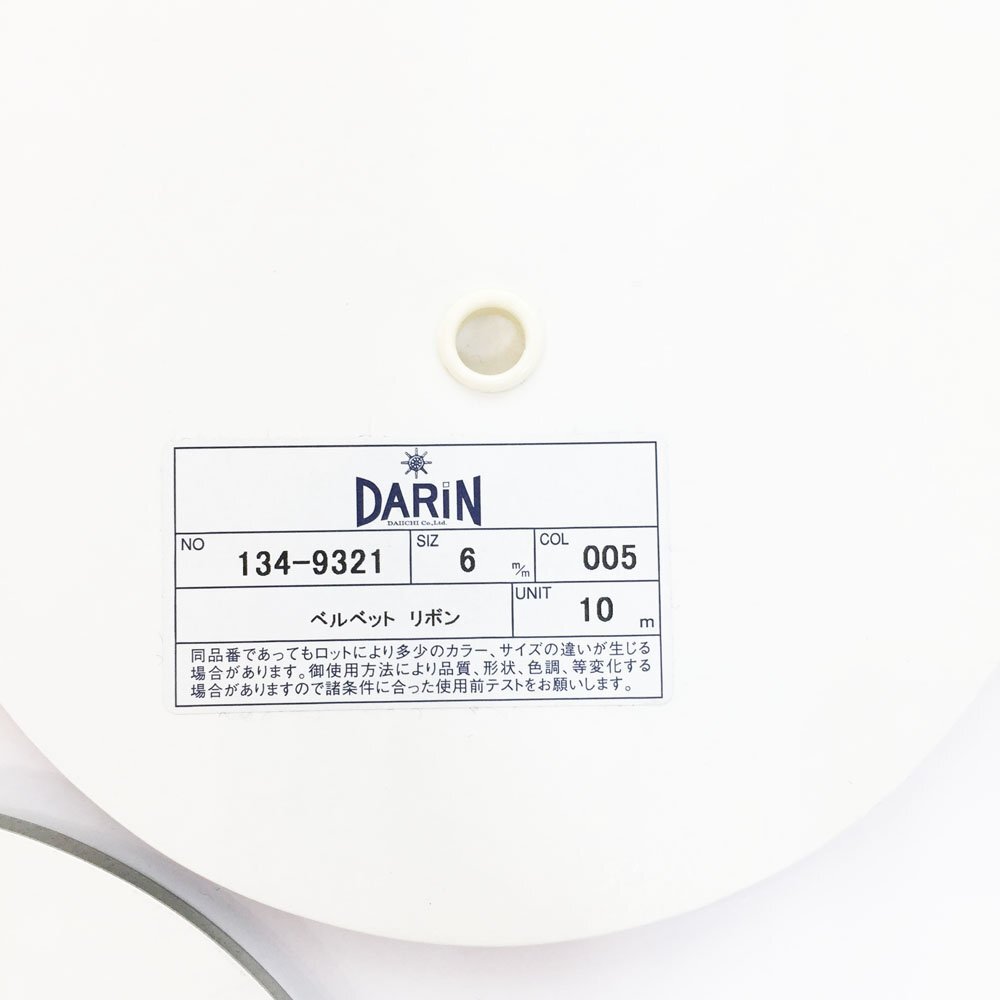 DARiN
DAIICHI Co.,Ltd.
NO 134-9321 SIZ 6 m/m COL 005
ベルベット リボン UNIT 10 m
同品番であってもロットにより多少のカラー、サイズの違いが生じる
場合があります。御使用方法により品質、形状、色調、等変化する
場合がありますので諸条件に合った使用前テストをお願いします。